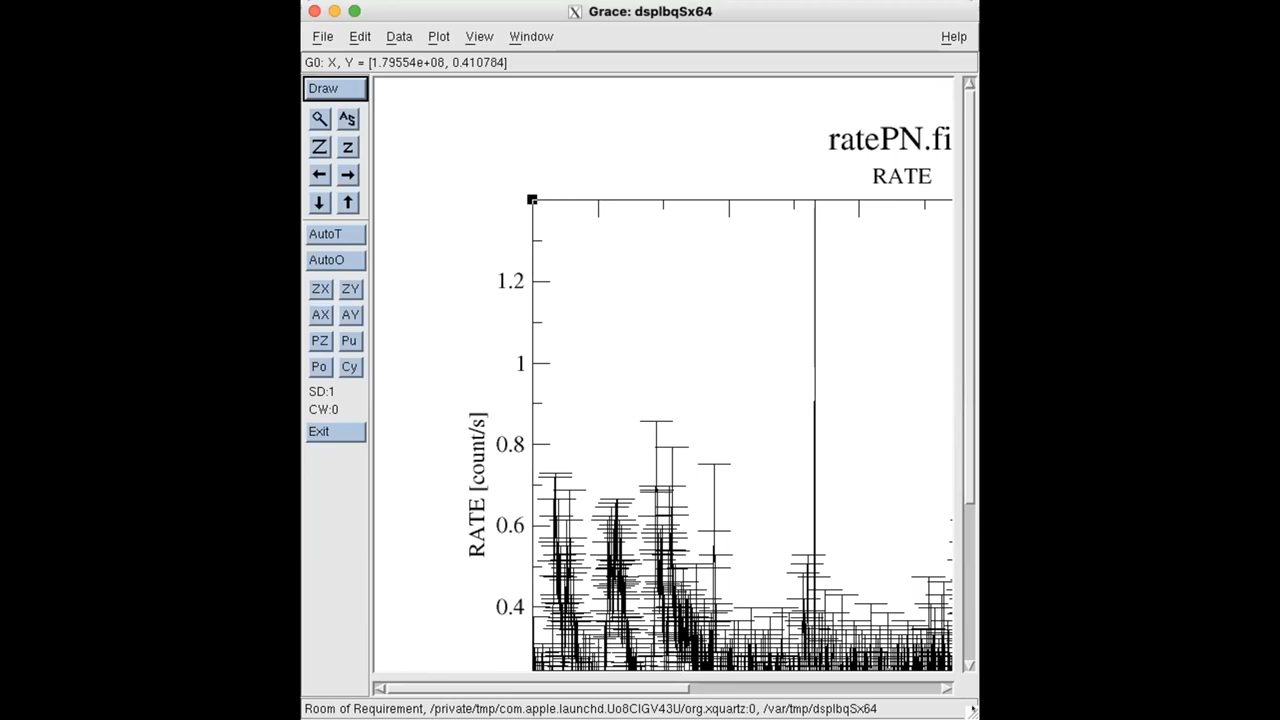 Grace: dsplbqSx64
File Edit Data Plot View Window Help
G0: X, Y = [1.79554e+08, 0.410784]
Draw
AS
Z z
AutoT
AutoO
ZX ZY
AX AY
PZ Pu
Po Cy
SD:1
CW:0
Exit
ratePN.fi
RATE
1.2
1
0.8
0.6
0.4
RATE [count/s]
Room of Requirement, /private/tmp/com.apple.launchd.Uo8CIGV43U/org.xquartz:0, /var/tmp/dsplbqSx64